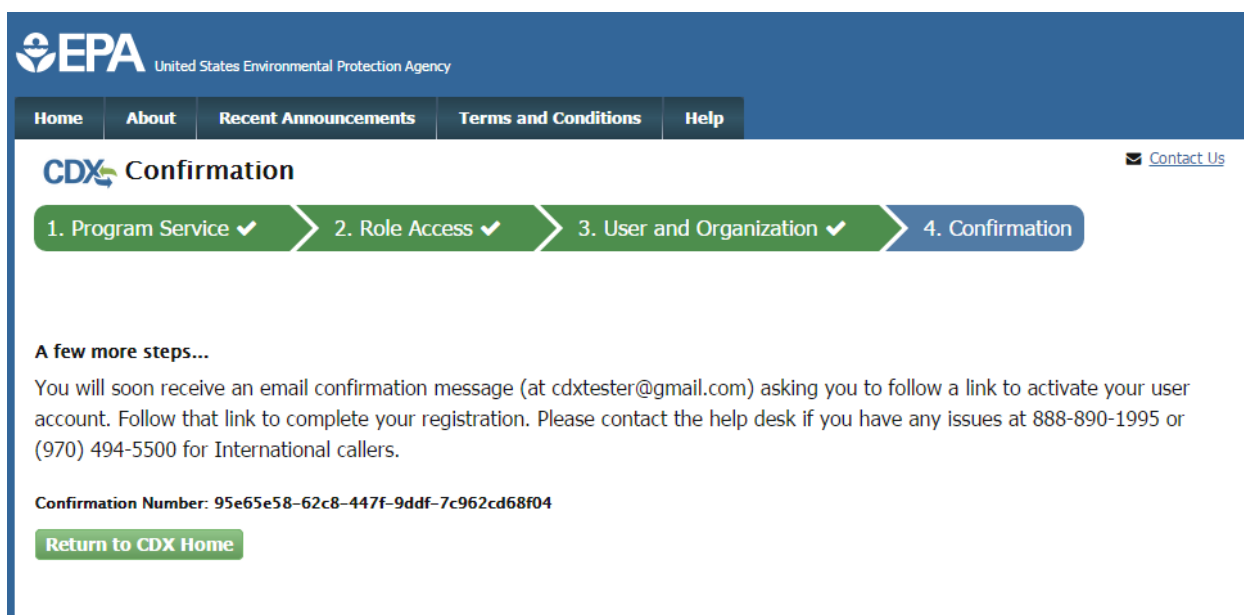 EPA United States Environmental Protection Agency
Home About Recent Announcements Terms and Conditions Help
Contact Us
CDX Confirmation
1. Program Service ✔ 2. Role Access ✔ 3. User and Organization ✔ 4. Confirmation
A few more steps...
You will soon receive an email confirmation message (at cdxtester@gmail.com) asking you to follow a link to activate your user
account. Follow that link to complete your registration. Please contact the help desk if you have any issues at 888-890-1995 or
(970) 494-5500 for International callers.
Confirmation Number: 95e65e58-62c8-447f-9ddf-7c962cd68f04
Return to CDX Home